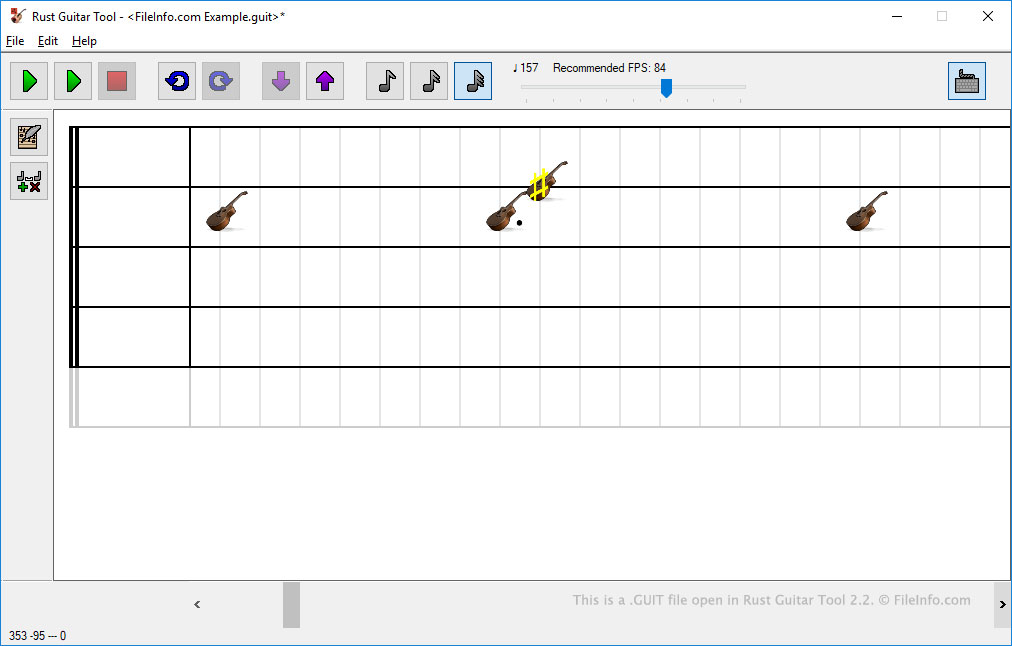 Rust Guitar Tool - <FileInfo.com Example.guit>*
File Edit Help
♩157 Recommended FPS: 84
This is a .GUIT file open in Rust Guitar Tool 2.2. © FileInfo.com
353 -95 --- 0